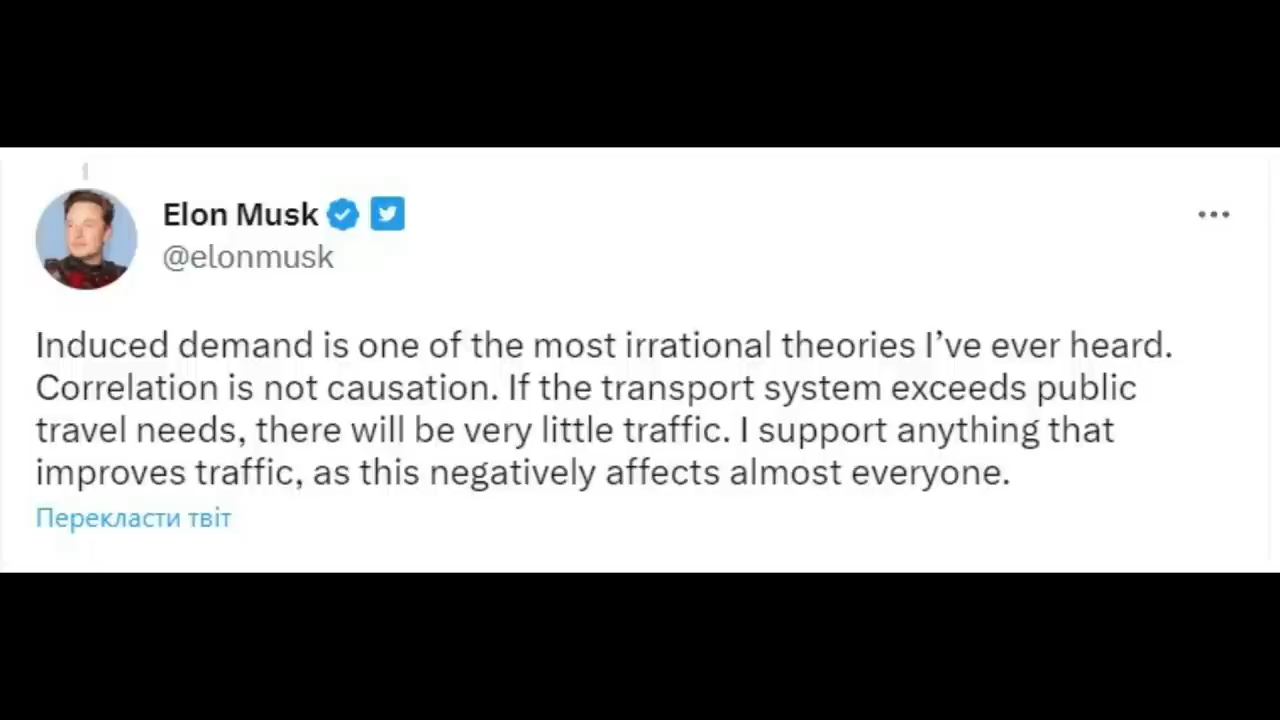 Elon Musk
@elonmusk
Induced demand is one of the most irrational theories I’ve ever heard.
Correlation is not causation. If the transport system exceeds public
travel needs, there will be very little traffic. I support anything that
improves traffic, as this negatively affects almost everyone.
Перекласти твіт